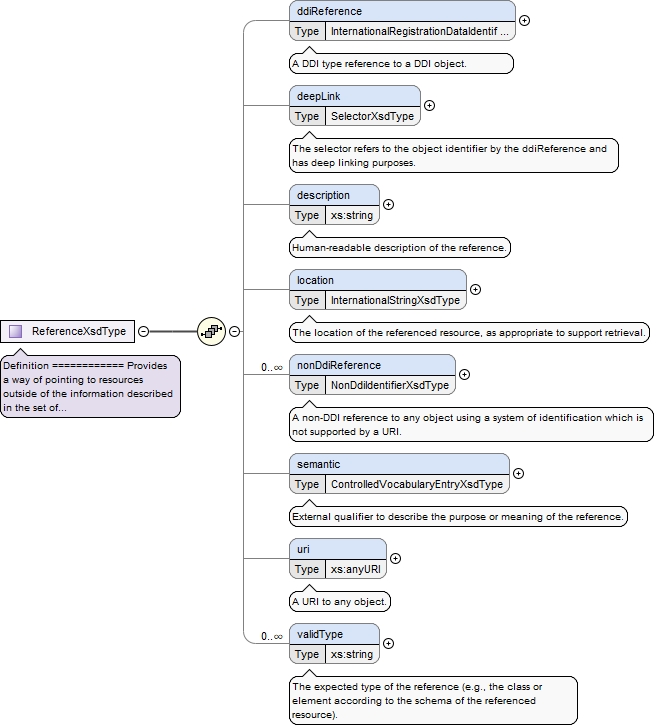 ddiReference
Type InternationalRegistrationDataIdentif ...
A DDI type reference to a DDI object.
deepLink
Type SelectorXsdType
The selector refers to the object identifier by the ddiReference and
has deep linking purposes.
description
Type xs:string
Human-readable description of the reference.
location
Type InternationalStringXsdType
The location of the referenced resource, as appropriate to support retrieval.
ReferenceXsdType
Definition ============ Provides
a way of pointing to resources
outside of the information described
in the set of...
0..∞
nonDdiReference
Type NonDdiIdentifierXsdType
A non-DDI reference to any object using a system of identification which is
not supported by a URI.
semantic
Type ControlledVocabularyEntryXsdType
External qualifier to describe the purpose or meaning of the reference.
uri
Type xs:anyURI
A URI to any object.
0..∞
validType
Type xs:string
The expected type of the reference (e.g., the class or
element according to the schema of the referenced
resource).